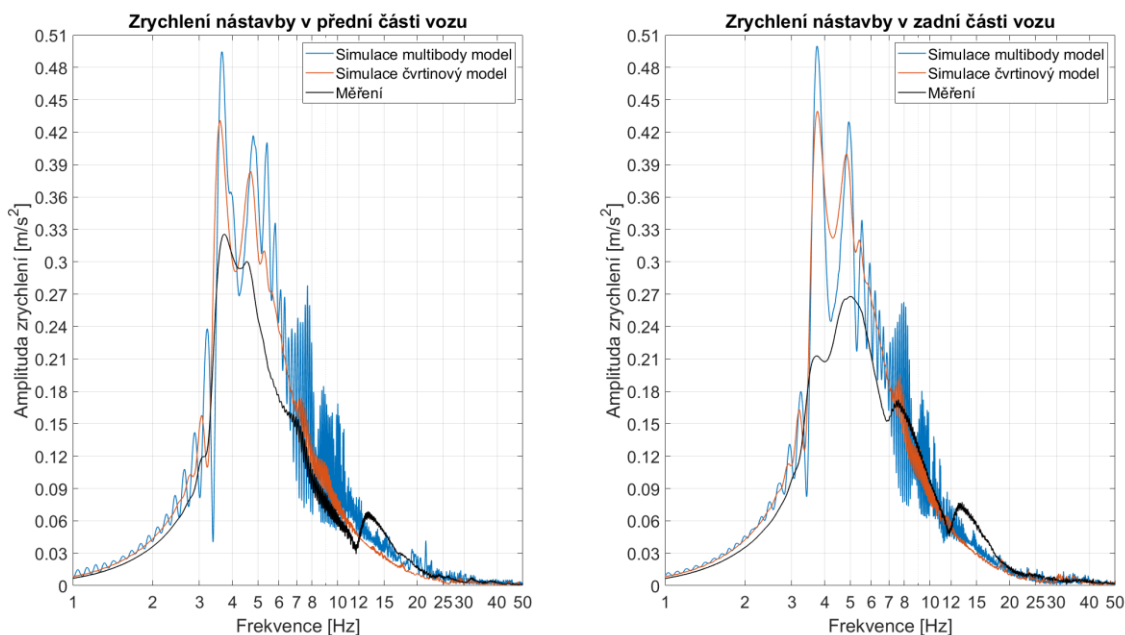 Zrychlení nástavby v přední části vozu
0.51
0.48
0.45
0.42
0.39
0.36
0.33
0.3
0.27
0.24
0.21
0.18
0.15
0.12
0.09
0.06
0.03
0
Amplituda zrychlení [m/s²]
Simulace multibody model
Simulace čvrtinový model
Měření
1 2 3 4 5 6 7 8 10 12 15 20 25 30 50
Frekvence [Hz]
Zrychlení nástavby v zadní části vozu
0.51
0.48
0.45
0.42
0.39
0.36
0.33
0.3
0.27
0.24
0.21
0.18
0.15
0.12
0.09
0.06
0.03
0
Amplituda zrychlení [m/s²]
Simulace multibody model
Simulace čvrtinový model
Měření
1 2 3 4 5 6 7 8 10 12 15 20 25 30 50
Frekvence [Hz]